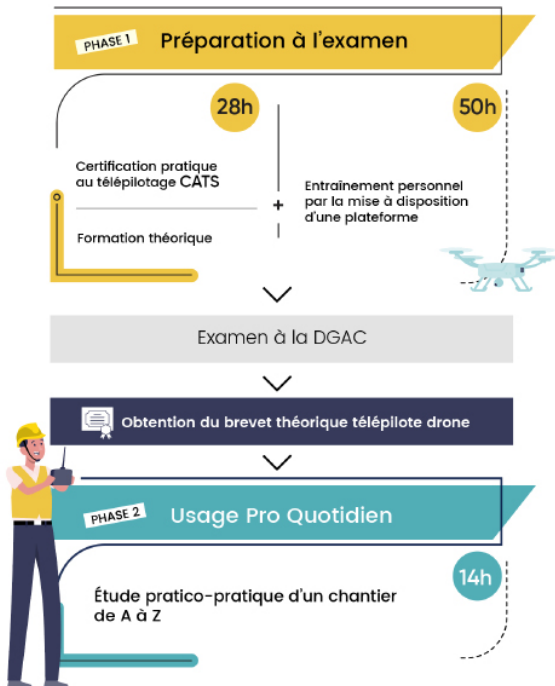 PHASE 1
Préparation à l'examen
28h
50h
Certification pratique
au télépilotage CATS
Formation théorique
+
Entraînement personnel
par la mise à disposition
d'une plateforme
Examen à la DGAC
Obtention du brevet théorique télépilote drone
PHASE 2
Usage Pro Quotidien
14h
Étude pratico-pratique d'un chantier
de A à Z